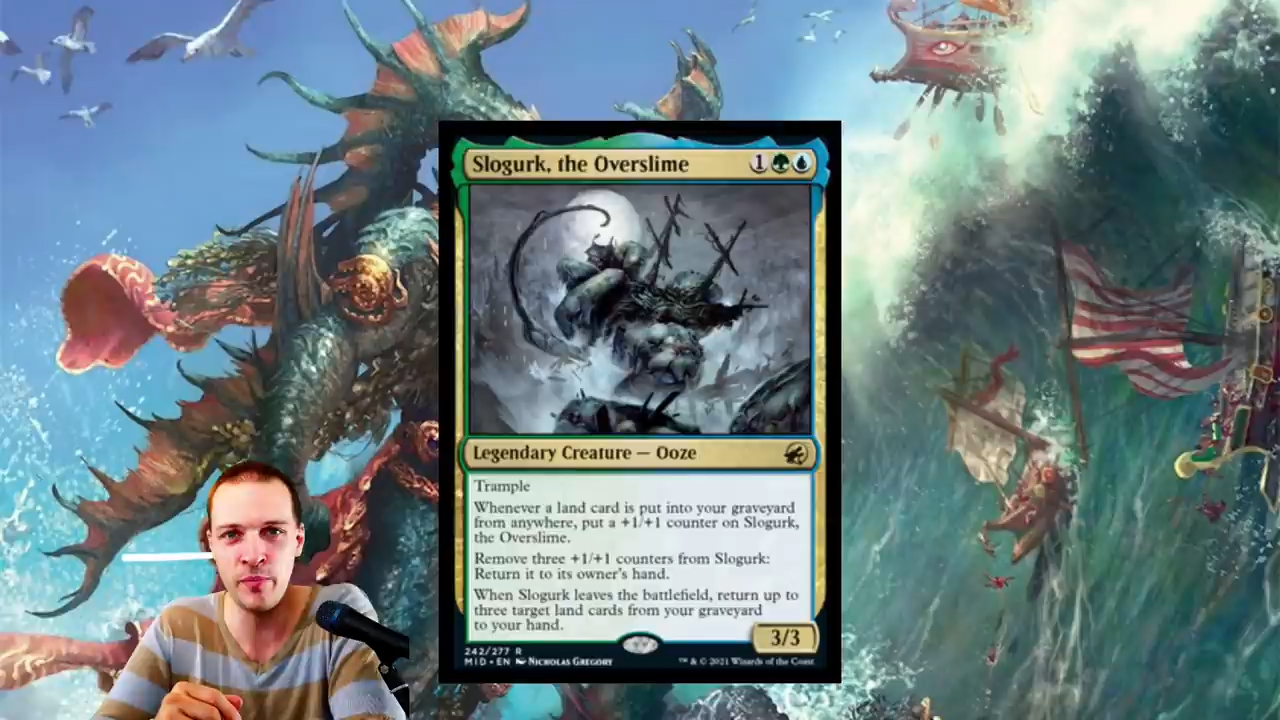 Slogurk, the Overslime 1
Legendary Creature — Ooze
Trample
Whenever a land card is put into your graveyard
from anywhere, put a +1/+1 counter on Slogurk,
the Overslime.
Remove three +1/+1 counters from Slogurk:
Return it to its owner's hand.
When Slogurk leaves the battlefield, return up to
three target land cards from your graveyard
to your hand.
3/3
242/277 R
MID • EN Nicholas Gregory
™ & © 2021 Wizards of the Coast